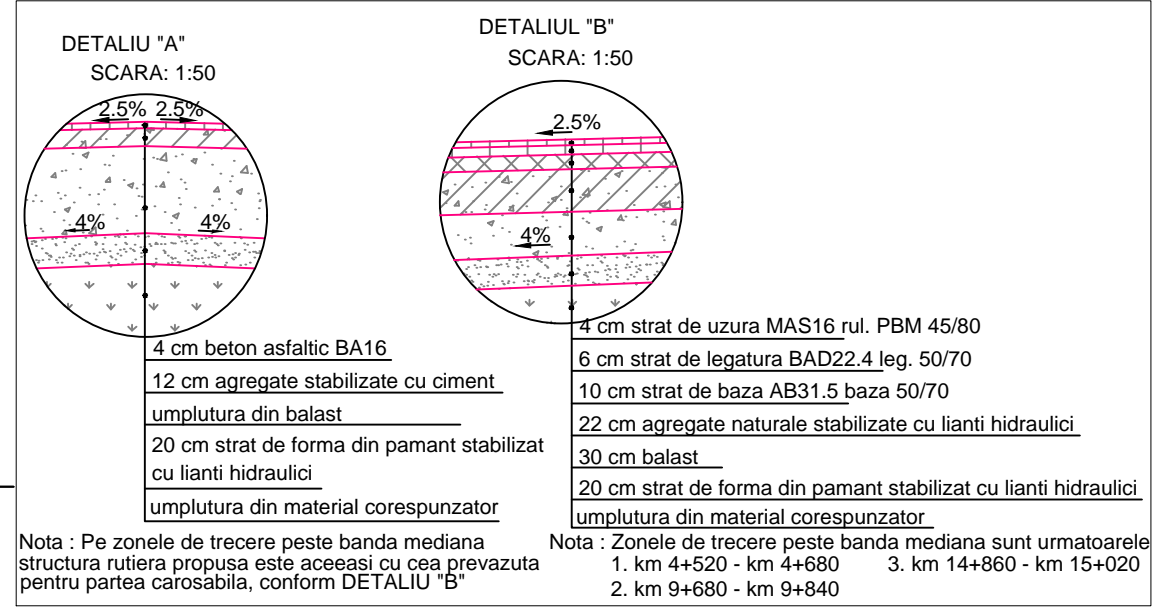 DETALIU "A"
SCARA: 1:50
2.5% 2.5%
4% 4%
4 cm beton asfaltic BA16
12 cm agregate stabilizate cu ciment
umplutura din balast
20 cm strat de forma din pamant stabilizat
cu lianti hidraulici
umplutura din material corespunzator
Nota : Pe zonele de trecere peste banda mediana
structura rutiera propusa este aceeasi cu cea prevazuta
pentru partea carosabila, conform DETALIU "B"
DETALIUL "B"
SCARA: 1:50
2.5%
4%
4 cm strat de uzura MAS16 rul. PBM 45/80
6 cm strat de legatura BAD22.4 leg. 50/70
10 cm strat de baza AB31.5 baza 50/70
22 cm agregate naturale stabilizate cu lianti hidraulici
30 cm balast
20 cm strat de forma din pamant stabilizat cu lianti hidraulici
umplutura din material corespunzator
Nota : Zonele de trecere peste banda mediana sunt urmatoarele
1. km 4+520 - km 4+680 3. km 14+860 - km 15+020
2. km 9+680 - km 9+840